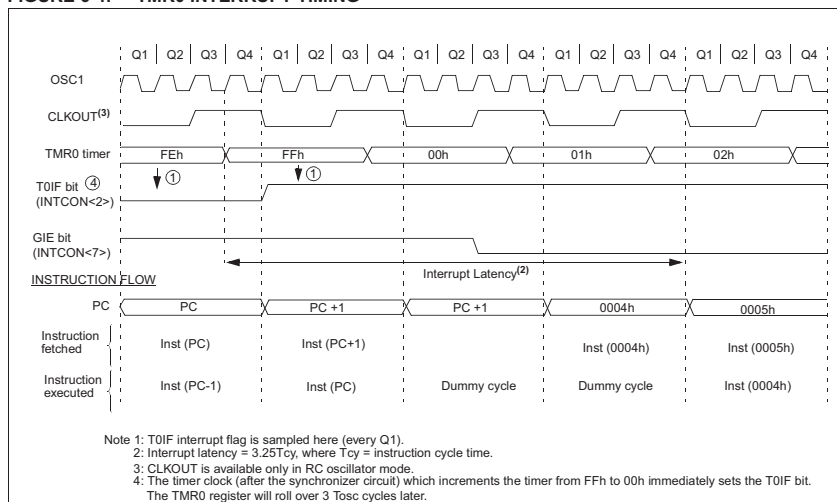 Q1 Q2 Q3 Q4 Q1 Q2 Q3 Q4 Q1 Q2 Q3 Q4 Q1 Q2 Q3 Q4 Q1 Q2 Q3 Q4
OSC1
CLKOUT(3)
TMR0 timer FEh FFh 00h 01h 02h
1 1
T0IF bit 4
(INTCON<2>)
GIE bit
(INTCON<7>)
Interrupt Latency(2)
INSTRUCTION FLOW
PC PC PC +1 PC +1 0004h 0005h
Instruction
fetched Inst (PC) Inst (PC+1) Inst (0004h) Inst (0005h)
Instruction
executed Inst (PC-1) Inst (PC) Dummy cycle Dummy cycle Inst (0004h)
Note 1: T0IF interrupt flag is sampled here (every Q1).
2: Interrupt latency = 3.25Tcy, where Tcy = instruction cycle time.
3: CLKOUT is available only in RC oscillator mode.
4: The timer clock (after the synchronizer circuit) which increments the timer from FFh to 00h immediately sets the T0IF bit.
The TMR0 register will roll over 3 Tosc cycles later.